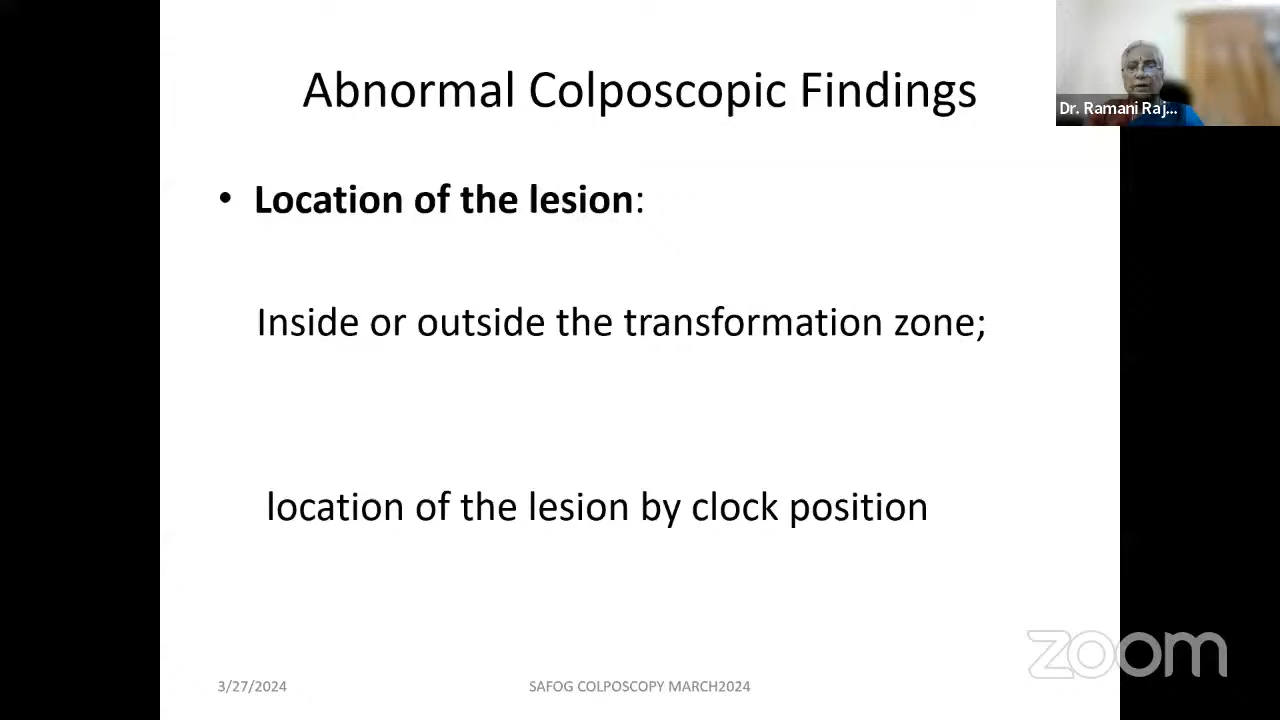 Abnormal Colposcopic Findings
Dr. Ramani Raj...
• Location of the lesion:
Inside or outside the transformation zone;
location of the lesion by clock position
zoom
3/27/2024
SAFOG COLPOSCOPY MARCH2024